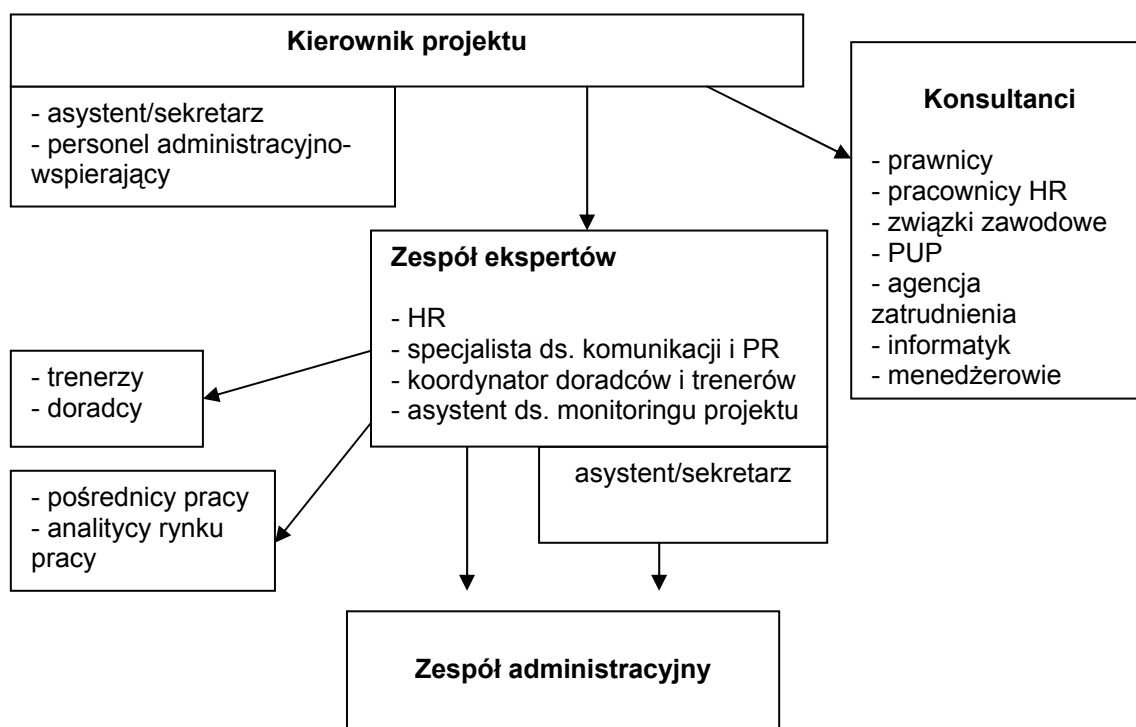 Kierownik projektu
- asystent/sekretarz
- personel administracyjno-
wspierający
Konsultanci
- prawnicy
- pracownicy HR
- związki zawodowe
- PUP
- agencja
zatrudnienia
- informatyk
- menedżerowie
Zespół ekspertów
- HR
- specjalista ds. komunikacji i PR
- koordynator doradców i trenerów
- asystent ds. monitoringu projektu
- trenerzy
- doradcy
asystent/sekretarz
- pośrednicy pracy
- analitycy rynku
pracy
Zespół administracyjny